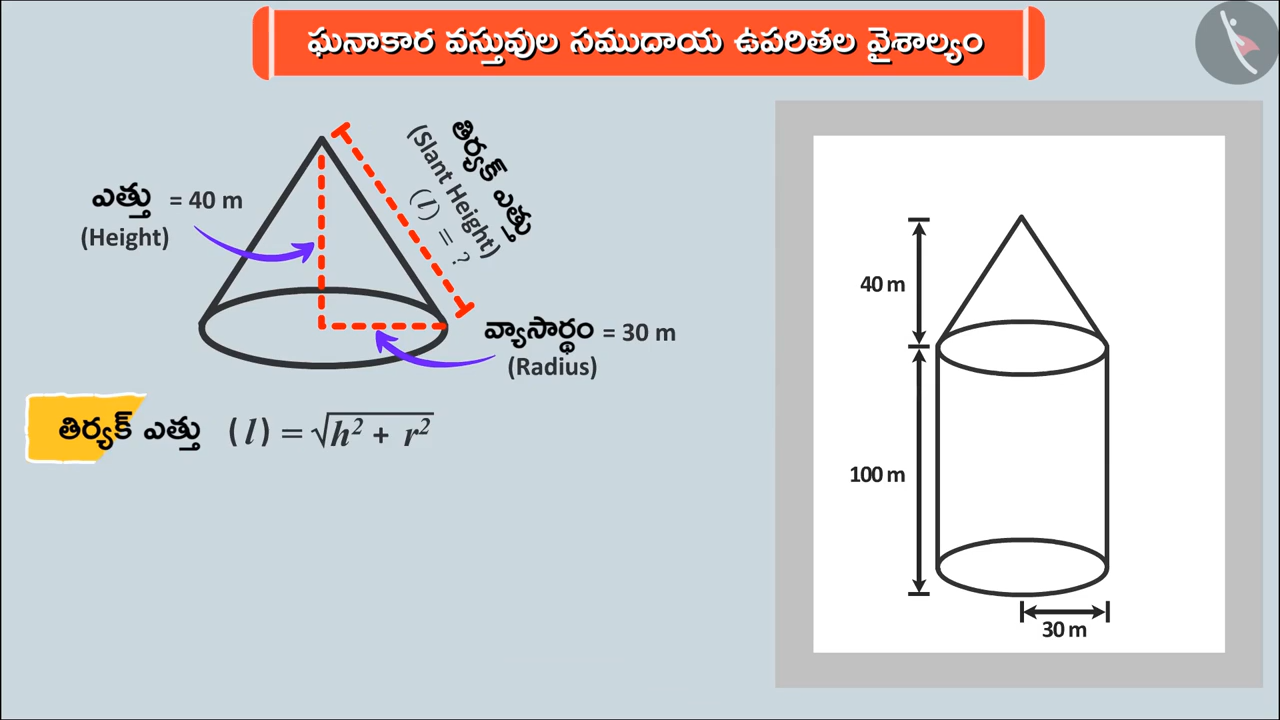 ఘనాకార వస్తువుల సముదాయ ఉపరితల వైశాల్యం
ఎత్తు = 40 m
(Height)
తిర్యక్ ఎత్తు
(Slant Height)
(l) = ?
వ్యాసార్థం = 30 m
(Radius)
తిర్యక్ ఎత్తు (l) = √h² + r²
40 m
100 m
30 m